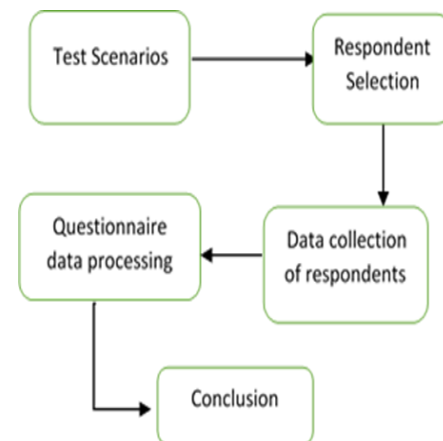 Test Scenarios
Respondent
Selection
Data collection
of respondents
Questionnaire
data processing
Conclusion